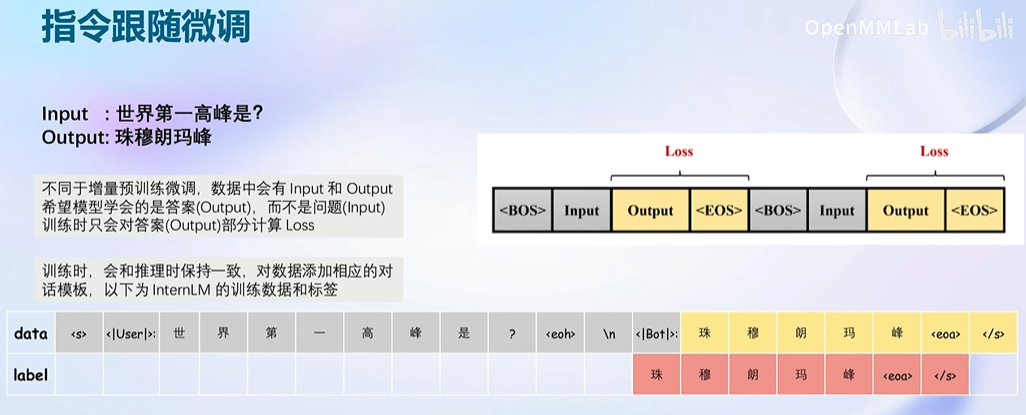 指令跟随微调
OpenMMLab bilibili
Input : 世界第一高峰是?
Output: 珠穆朗玛峰
不同于增量预训练微调，数据中会有 Input 和 Output
希望模型学会的是答案(Output)，而不是问题(Input)
训练时只会对答案(Output)部分计算 Loss
Loss Loss
<BOS> Input Output <EOS> <BOS> Input Output <EOS>
训练时，会和推理时保持一致，对数据添加相应的对
话模板，以下为 InternLM 的训练数据和标签
data <s> <|User|>: 世 界 第 一 高 峰 是 ? <eoh> \n <|Bot|>: 珠 穆 朗 玛 峰 <eoa> </s>
label 珠 穆 朗 玛 峰 <eoa> </s>